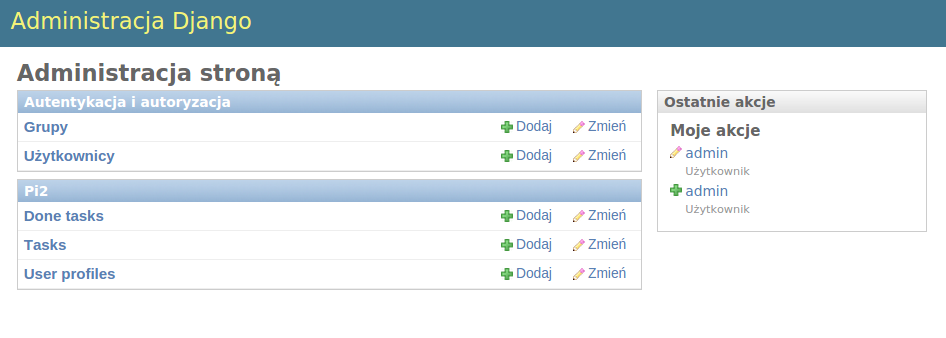 Administracja Django
Administracja stroną
Autentykacja i autoryzacja
Grupy Dodaj Zmień
Użytkownicy Dodaj Zmień
Pi2
Done tasks Dodaj Zmień
Tasks Dodaj Zmień
User profiles Dodaj Zmień
Ostatnie akcje
Moje akcje
admin
Użytkownik
admin
Użytkownik